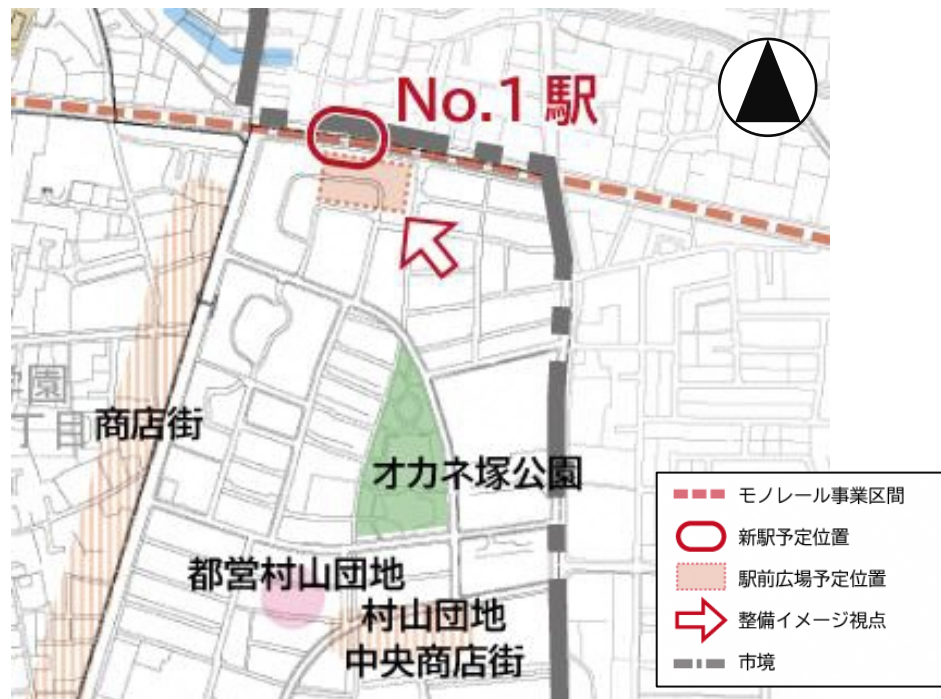 No.1 駅
園
丁目
商店街
オカネ塚公園
都営村山団地
村山団地
中央商店街
モノレール事業区間
新駅予定位置
駅前広場予定位置
整備イメージ視点
市境